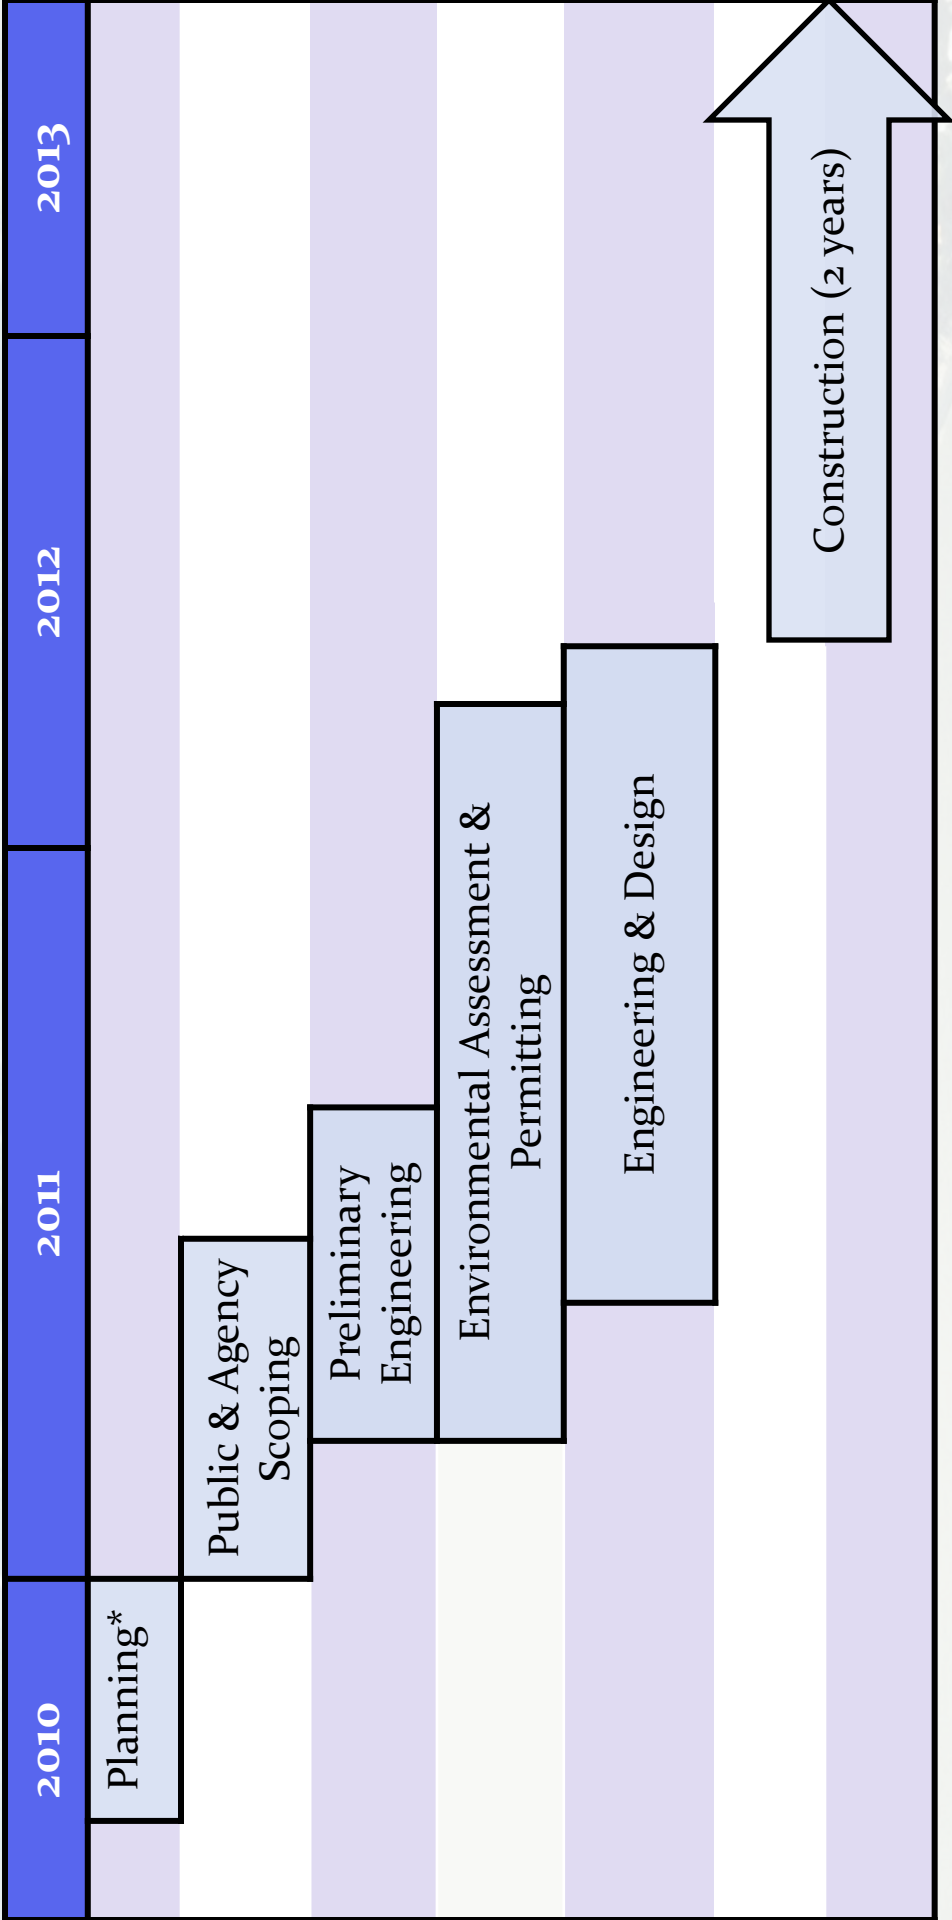 2010
2011
2012
2013
Planning*
Public & Agency
Scoping
Preliminary
Engineering
Environmental Assessment &
Permitting
Engineering & Design
Construction (2 years)